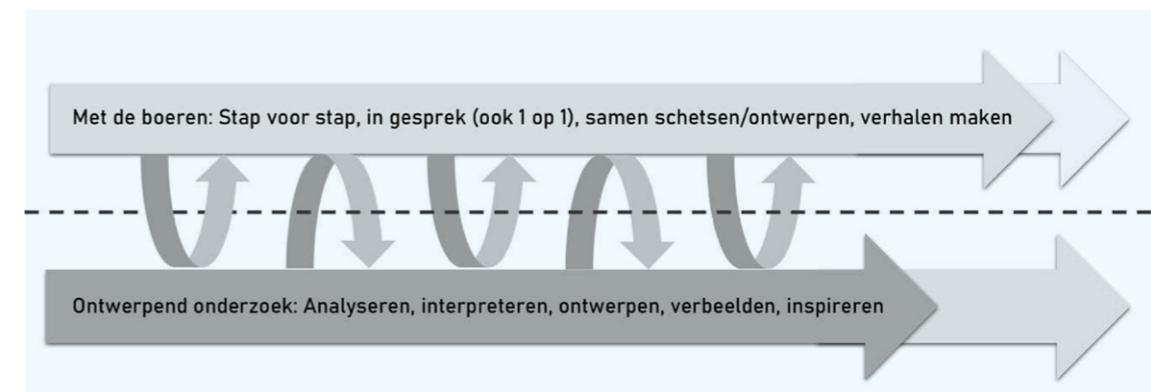 Met de boeren: Stap voor stap, in gesprek (ook 1 op 1), samen schetsen/ontwerpen, verhalen maken
Ontwerpend onderzoek: Analyseren, interpreteren, ontwerpen, verbeelden, inspireren